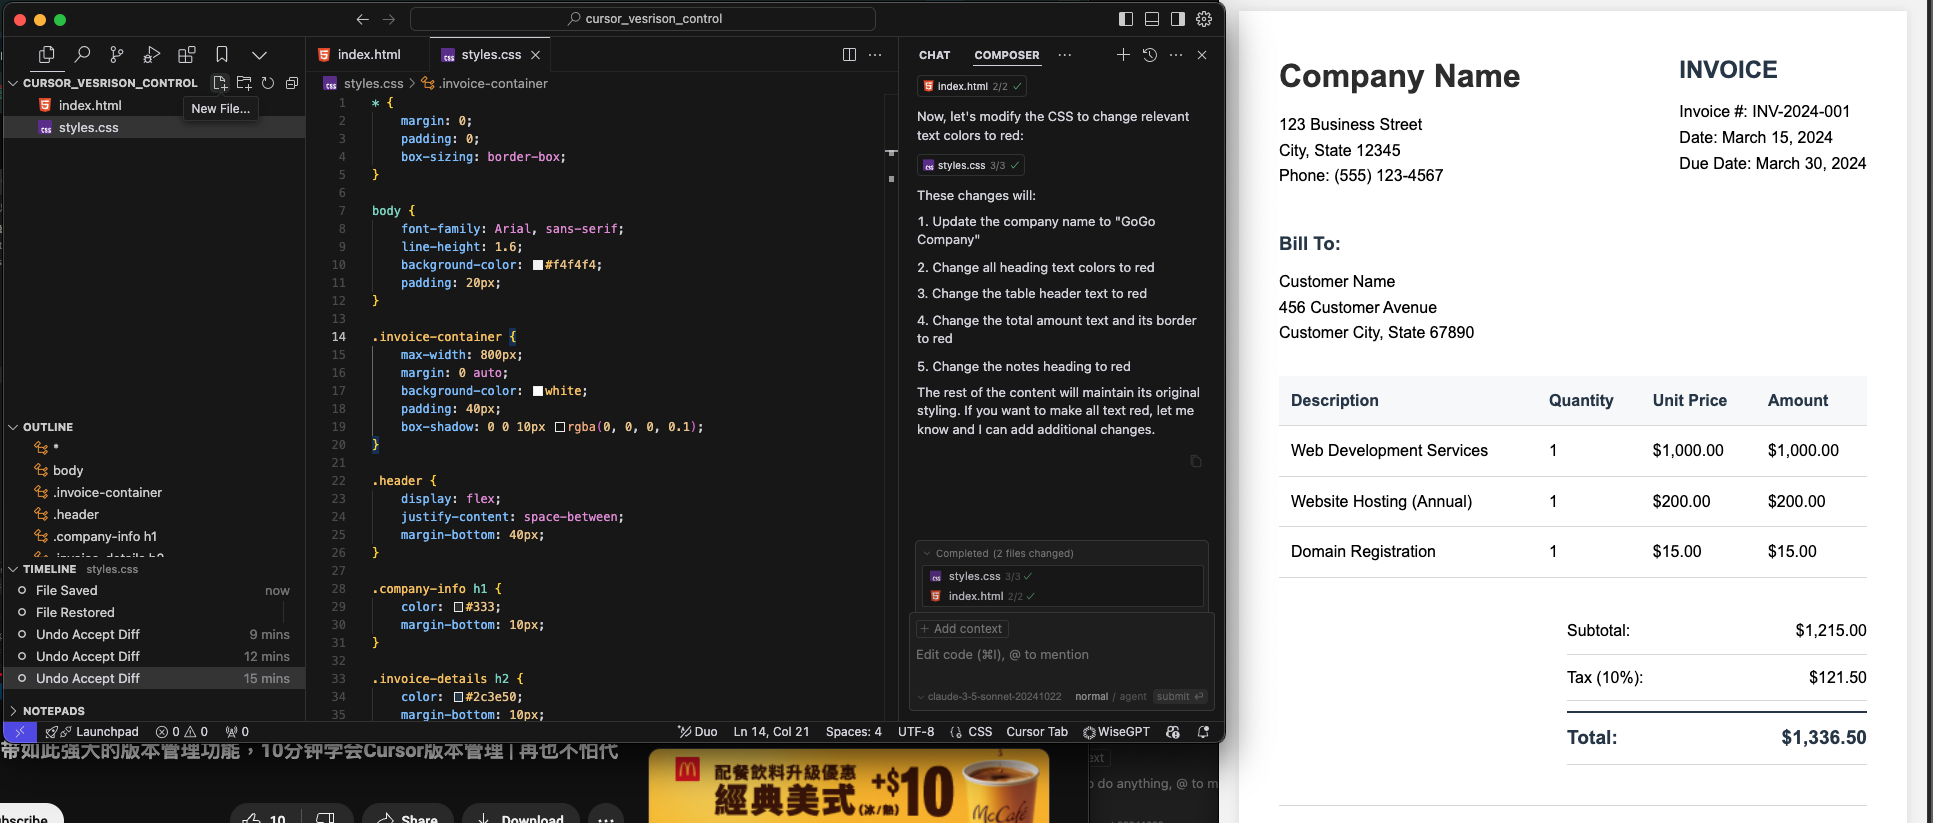 cursor_vesrison_control
CURSOR_VESRISON_CONTROL
New File...
index.html
styles.css
OUTLINE
*
body
.invoice-container
.header
.company-info h1
.invoice-details h2
TIMELINE styles.css
File Saved now
File Restored
Undo Accept Diff 9 mins
Undo Accept Diff 12 mins
Undo Accept Diff 15 mins
NOTEPADS
Launchpad 0 0 0
index.html
styles.css
styles.css > .invoice-container
1 * {
2 margin: 0;
3 padding: 0;
4 box-sizing: border-box;
5 }
6
7 body {
8 font-family: Arial, sans-serif;
9 line-height: 1.6;
10 background-color: #f4f4f4;
11 padding: 20px;
12 }
13
14 .invoice-container {
15 max-width: 800px;
16 margin: 0 auto;
17 background-color: white;
18 padding: 40px;
19 box-shadow: 0 0 10px rgba(0, 0, 0, 0.1);
20 }
21
22 .header {
23 display: flex;
24 justify-content: space-between;
25 margin-bottom: 40px;
26 }
27
28 .company-info h1 {
29 color: #333;
30 margin-bottom: 10px;
31 }
32
33 .invoice-details h2 {
34 color: #2c3e50;
35 margin-bottom: 10px;
CHAT COMPOSER
index.html 2/2
Now, let's modify the CSS to change relevant
text colors to red:
styles.css 3/3
These changes will:
1. Update the company name to "GoGo
Company"
2. Change all heading text colors to red
3. Change the table header text to red
4. Change the total amount text and its border
to red
5. Change the notes heading to red
The rest of the content will maintain its original
styling. If you want to make all text red, let me
know and I can add additional changes.
Completed (2 files changed)
styles.css 3/3
index.html 2/2
+ Add context
Edit code (⌘I), @ to mention
claude-3-5-sonnet-20241022 normal / agent submit
Duo Ln 14, Col 21 Spaces: 4 UTF-8 CSS Cursor Tab WiseGPT
带如此強大的版本管理功能，10分钟学会Cursor版本管理 | 再也不怕代
10 Share Download
配餐飲料升級優惠
經典美式(冰/熱)
+$10
McCafé
do anything, @ to m
Company Name
123 Business Street
City, State 12345
Phone: (555) 123-4567
INVOICE
Invoice #: INV-2024-001
Date: March 15, 2024
Due Date: March 30, 2024
Bill To:
Customer Name
456 Customer Avenue
Customer City, State 67890
Description Quantity Unit Price Amount
Web Development Services 1 $1,000.00 $1,000.00
Website Hosting (Annual) 1 $200.00 $200.00
Domain Registration 1 $15.00 $15.00
Subtotal: $1,215.00
Tax (10%): $121.50
Total: $1,336.50